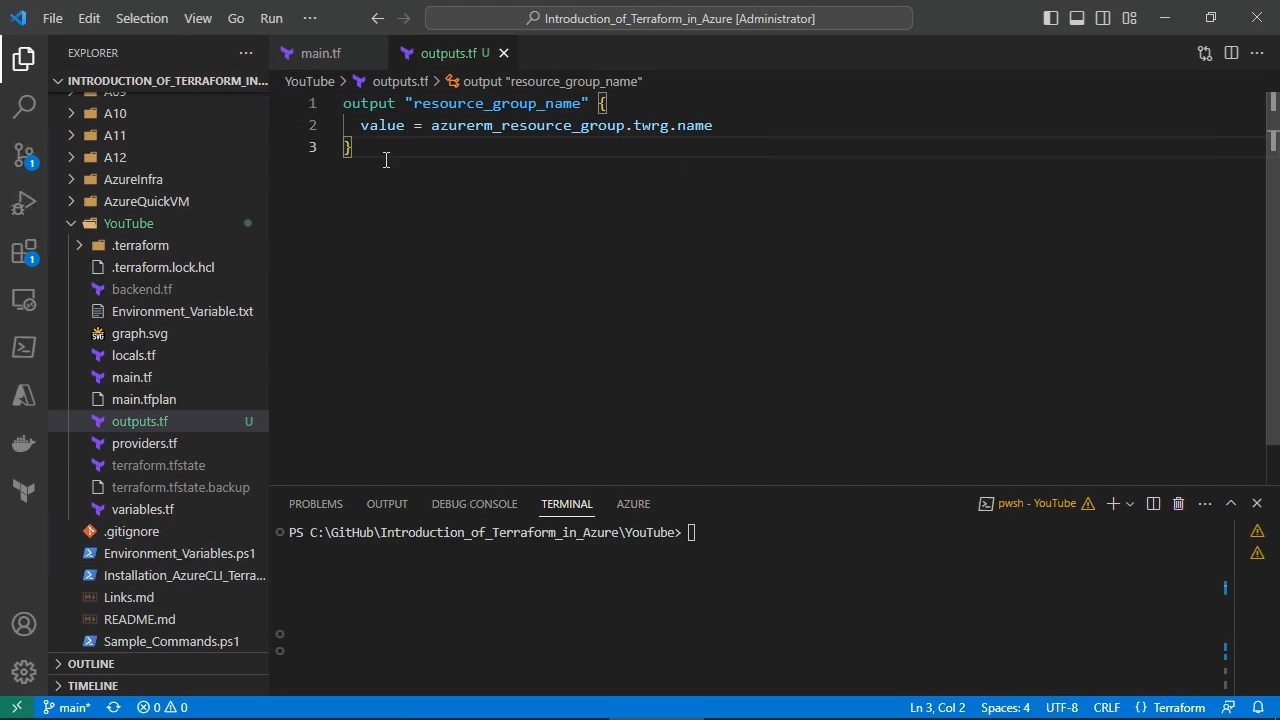 File Edit Selection View Go Run ··· Introduction_of_Terraform_in_Azure [Administrator]
EXPLORER ···
main.tf
outputs.tf U
INTRODUCTION_OF_TERRAFORM_IN_...
YouTube > outputs.tf > output "resource_group_name"
A09
A10
A11
A12
AzureInfra
AzureQuickVM
YouTube
.terraform
.terraform.lock.hcl
backend.tf
Environment_Variable.txt
graph.svg
locals.tf
main.tf
main.tfplan
outputs.tf U
providers.tf
terraform.tfstate
terraform.tfstate.backup
variables.tf
.gitignore
Environment_Variables.ps1
Installation_AzureCLI_Terra...
Links.md
README.md
Sample_Commands.ps1
OUTLINE
TIMELINE
1 output "resource_group_name" {
2 value = azurerm_resource_group.twrg.name
3 }
PROBLEMS OUTPUT DEBUG CONSOLE TERMINAL AZURE pwsh - YouTube
PS C:\GitHub\Introduction_of_Terraform_in_Azure\YouTube>
1
1
main* 0 0 Ln 3, Col 2 Spaces: 4 UTF-8 CRLF {} Terraform